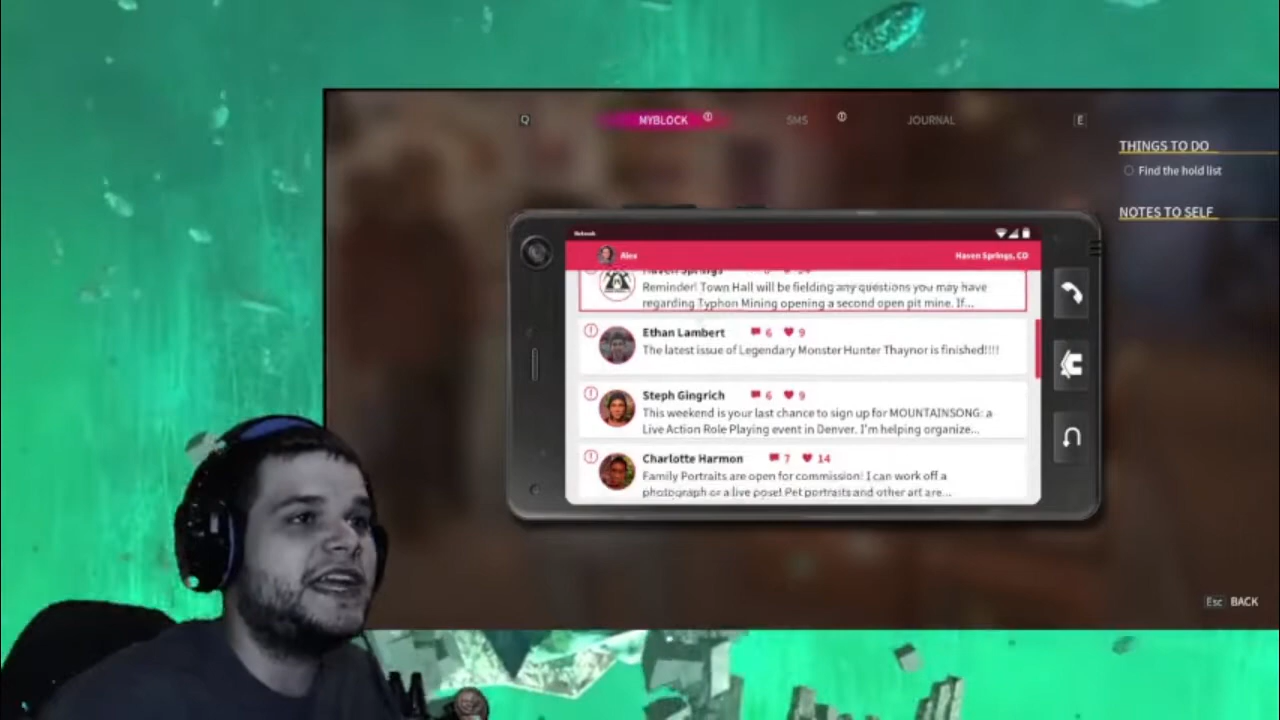 Q
MYBLOCK
SMS
JOURNAL
E
THINGS TO DO
Find the hold list
NOTES TO SELF
Alex
Haven Springs, CO
Haven Springs
Reminder! Town Hall will be fielding any questions you may have
regarding Typhon Mining opening a second open pit mine. If...
Ethan Lambert 6 9
The latest issue of Legendary Monster Hunter Thaynor is finished!!!!
Steph Gingrich 6 9
This weekend is your last chance to sign up for MOUNTAINSONG: a
Live Action Role Playing event in Denver. I'm helping organize...
Charlotte Harmon 7 14
Family Portraits are open for commission! I can work off a
photograph or a live pose! Pet portraits and other art are...
Esc BACK